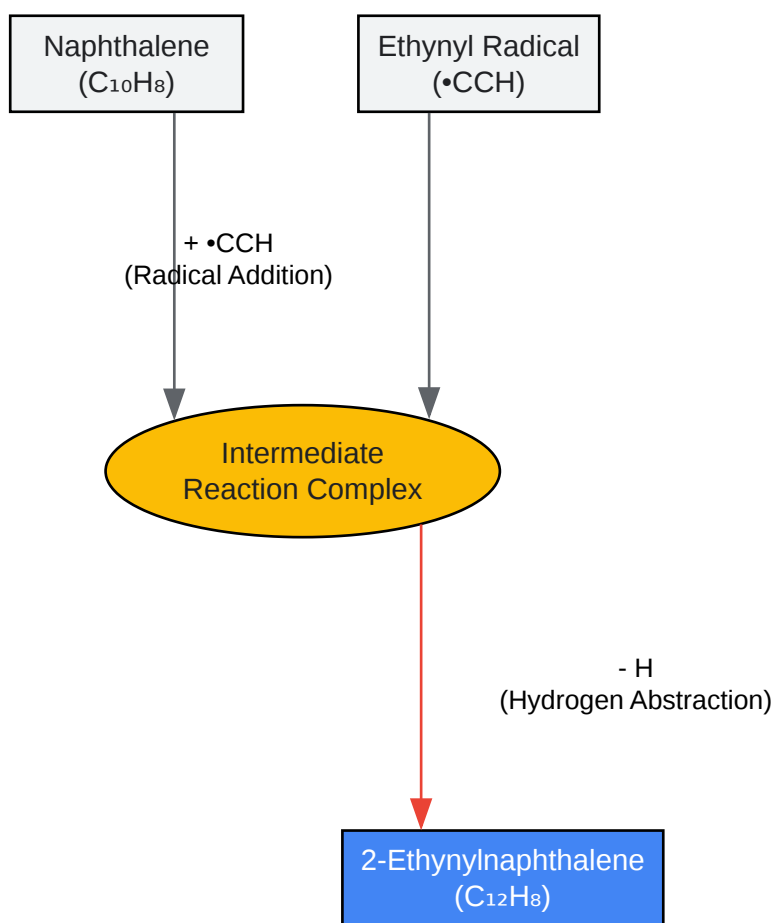 Naphthalene
(C₁₀H₈)
Ethynyl Radical
(•CCH)
+ •CCH
(Radical Addition)
Intermediate
Reaction Complex
- H
(Hydrogen Abstraction)
2-Ethynylnaphthalene
(C₁₂H₈)